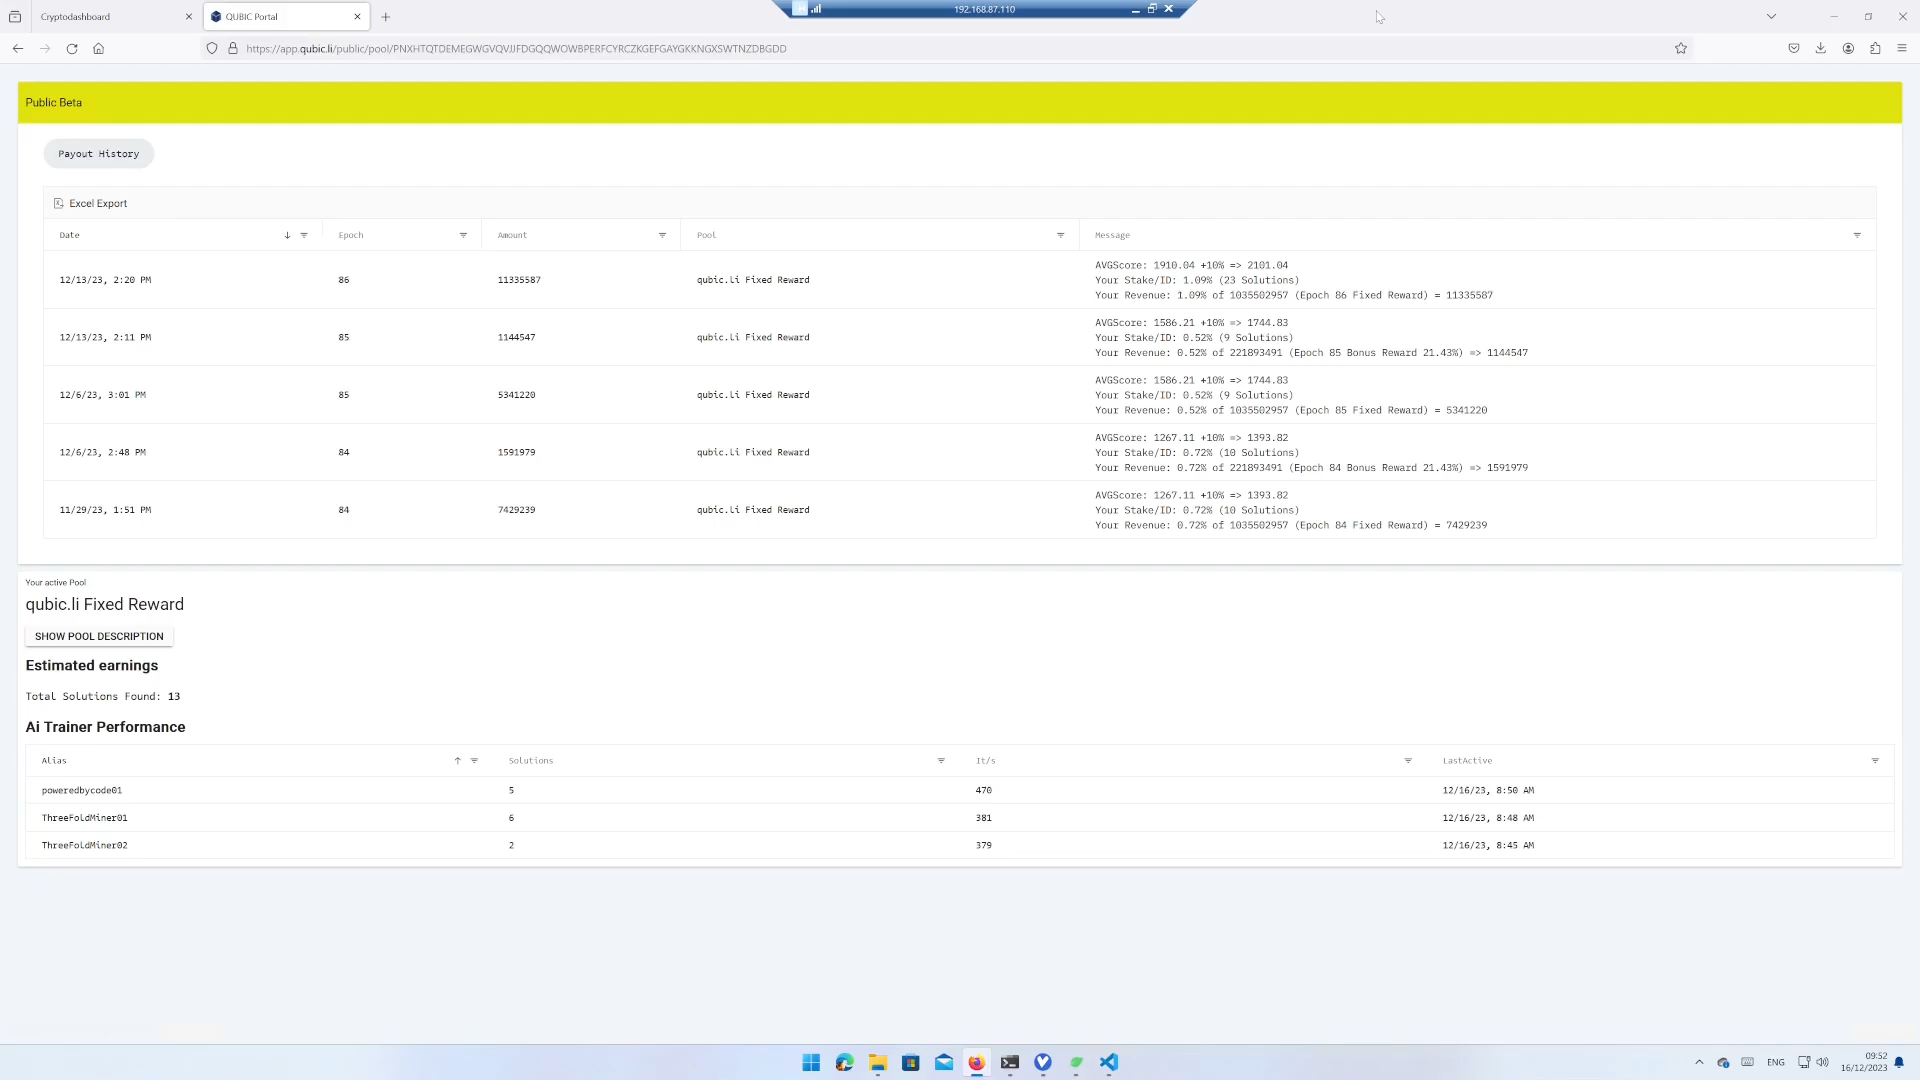 Cryptodashboard
QUBIC Portal
192.168.87.110
https://app.qubic.li/public/pool/PNXHTQTDEMEGWGVQVJJFDGQQWOWBPERFCYRCZKGEFGAYGKKNGXSWTNZDBGDD
Public Beta
Payout History
Excel Export
Date Epoch Amount Pool Message
12/13/23, 2:20 PM 86 11335587 qubic.li Fixed Reward
AVGScore: 1910.04 +10% => 2101.04
Your Stake/ID: 1.09% (23 Solutions)
Your Revenue: 1.09% of 1035502957 (Epoch 86 Fixed Reward) = 11335587
12/13/23, 2:11 PM 85 1144547 qubic.li Fixed Reward
AVGScore: 1586.21 +10% => 1744.83
Your Stake/ID: 0.52% (9 Solutions)
Your Revenue: 0.52% of 221893491 (Epoch 85 Bonus Reward 21.43%) => 1144547
12/6/23, 3:01 PM 85 5341220 qubic.li Fixed Reward
AVGScore: 1586.21 +10% => 1744.83
Your Stake/ID: 0.52% (9 Solutions)
Your Revenue: 0.52% of 1035502957 (Epoch 85 Fixed Reward) = 5341220
12/6/23, 2:48 PM 84 1591979 qubic.li Fixed Reward
AVGScore: 1267.11 +10% => 1393.82
Your Stake/ID: 0.72% (10 Solutions)
Your Revenue: 0.72% of 221893491 (Epoch 84 Bonus Reward 21.43%) => 1591979
11/29/23, 1:51 PM 84 7429239 qubic.li Fixed Reward
AVGScore: 1267.11 +10% => 1393.82
Your Stake/ID: 0.72% (10 Solutions)
Your Revenue: 0.72% of 1035502957 (Epoch 84 Fixed Reward) = 7429239
Your active Pool
qubic.li Fixed Reward
SHOW POOL DESCRIPTION
Estimated earnings
Total Solutions Found: 13
Ai Trainer Performance
Alias Solutions It/s LastActive
poweredbycode01 5 470 12/16/23, 8:50 AM
ThreeFoldMiner01 6 381 12/16/23, 8:48 AM
ThreeFoldMiner02 2 379 12/16/23, 8:45 AM
ENG
09:52
16/12/2023